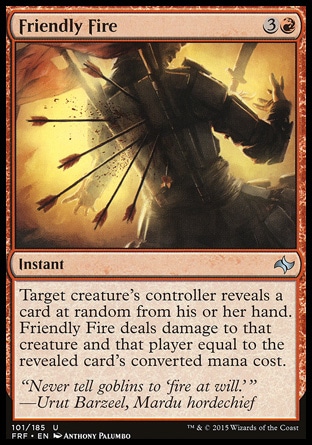 Friendly Fire 3
Instant
Target creature's controller reveals a
card at random from his or her hand.
Friendly Fire deals damage to that
creature and that player equal to the
revealed card's converted mana cost.
"Never tell goblins to 'fire at will.'"
—Urut Barzeel, Mardu hordechief
101/185 U
FRF • EN Anthony Palumbo
™ & © 2015 Wizards of the Coast